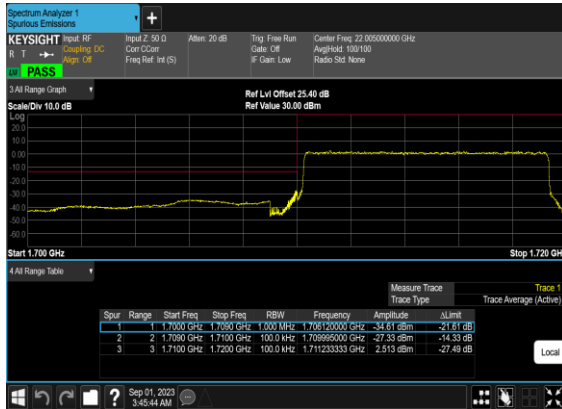 Spectrum Analyzer 1
Spurious Emissions
+
KEYSIGHT Input: RF Input Z: 50 Ω Atten: 20 dB Trig: Free Run Center Freq: 22.005000000 GHz
R T Coupling: DC Corr CCorr Gate: Off Avg|Hold: 100/100
Align: Off Freq Ref: Int (S) IF Gain: Low Radio Std: None
PASS
3 All Range Graph
Ref Lvl Offset 25.40 dB
Scale/Div 10.0 dB Ref Value 30.00 dBm
Log
20.0
10.0
0.00
-10.0
-20.0
-30.0
-40.0
-50.0
-60.0
Start 1.700 GHz Stop 1.720 GHz
4 All Range Table
Measure Trace Trace 1
Trace Type Trace Average (Active)
Spur Range Start Freq Stop Freq RBW Frequency Amplitude ΔLimit
1 1 1.7000 GHz 1.7090 GHz 1.000 MHz 1.706120000 GHz -34.61 dBm -21.61 dB
2 2 1.7090 GHz 1.7100 GHz 100.0 kHz 1.709995000 GHz -27.33 dBm -14.33 dB
3 3 1.7100 GHz 1.7200 GHz 100.0 kHz 1.711233333 GHz 2.513 dBm -27.49 dB
Local
? Sep 01, 2023
3:45:44 AM